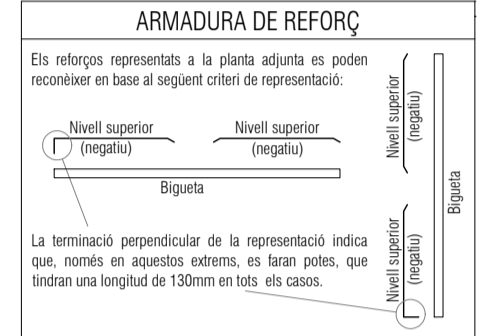 ARMADURA DE REFORÇ
Els reforços representats a la planta adjunta es poden
reconèixer en base al següent criteri de representació:
Nivell superior
(negatiu)
Nivell superior
(negatiu)
Bigueta
La terminació perpendicular de la representació indica
que, només en aquestos extrems, es faran potes, que
tindran una longitud de 130mm en tots els casos.
Nivell superior
(negatiu)
Nivell superior
(negatiu)
Bigueta